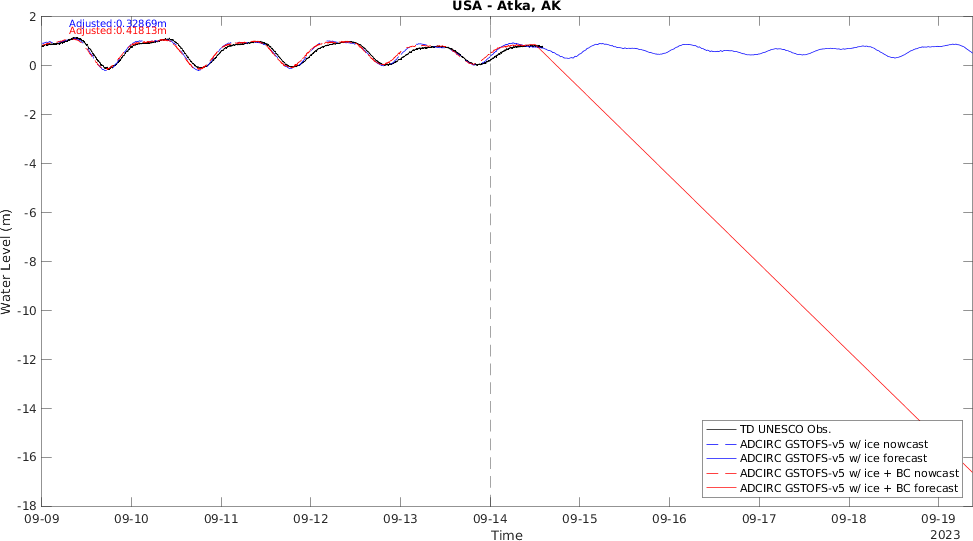 USA - Atka, AK
Adjusted:0.32869m
Adjusted:0.41813m
2
0
-2
-4
-6
-8
-10
-12
-14
-16
-18
Water Level (m)
TD UNESCO Obs.
ADCIRC GSTOFS-v5 w/ ice nowcast
ADCIRC GSTOFS-v5 w/ ice forecast
ADCIRC GSTOFS-v5 w/ ice + BC nowcast
ADCIRC GSTOFS-v5 w/ ice + BC forecast
09-09 09-10 09-11 09-12 09-13 09-14 09-15 09-16 09-17 09-18 09-19
Time
2023